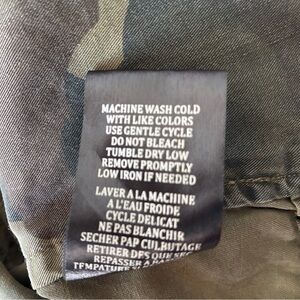 MACHINE WASH COLD
WITH LIKE COLORS
USE GENTLE CYCLE
DO NOT BLEACH
TUMBLE DRY LOW
REMOVE PROMPTLY
LOW IRON IF NEEDED
LAVER A LA MACHINE
A L'EAU FROIDE
CYCLE DELICAT
NE PAS BLANCHIR
SECHER PAP CULBUTAGE
RETIRER DES QUE SEC
REPASSER A
TEMPATURE